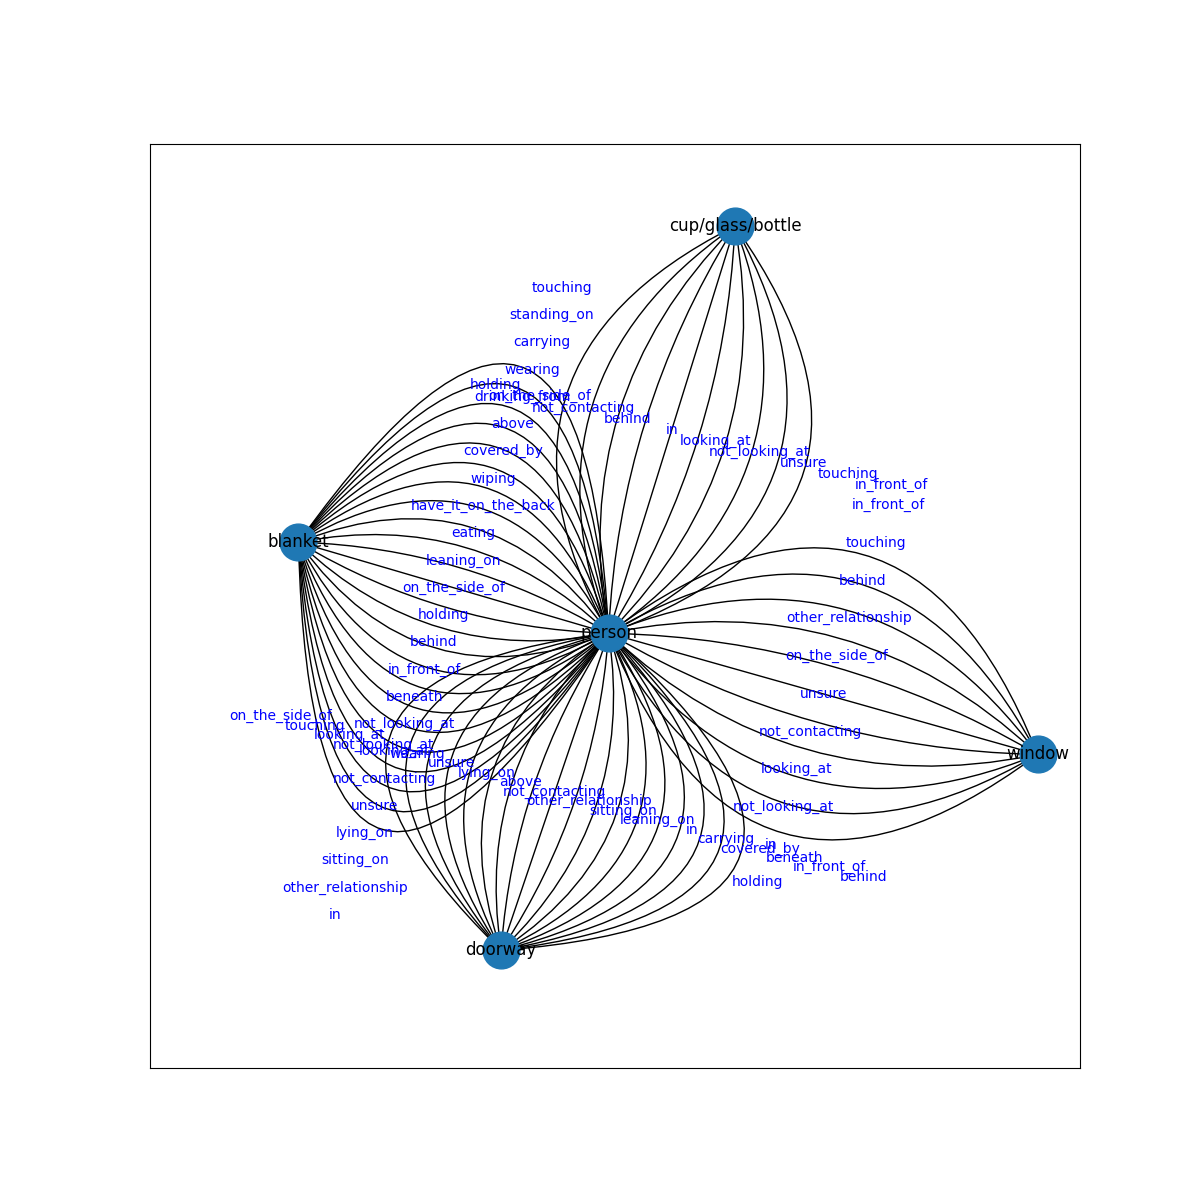 cup/glass/bottle
touching
standing_on
carrying
wearing
holding
drinking_from
on_the_side_of
not_contacting
behind
above
in
looking_at
covered_by
not_looking_at
unsure
touching
wiping
in_front_of
have_it_on_the_back
in_front_of
eating
blanket
touching
leaning_on
behind
on_the_side_of
holding
other_relationship
person
behind
on_the_side_of
in_front_of
unsure
beneath
on_the_side_of
not_looking_at
touching
looking_at
not_contacting
not_looking_at
looking_at
wearing
window
unsure
looking_at
lying_on
not_contacting
above
not_contacting
other_relationship
unsure
not_looking_at
sitting_on
leaning_on
in
lying_on
carrying
in
covered_by
beneath
sitting_on
in_front_of
behind
holding
other_relationship
in
doorway